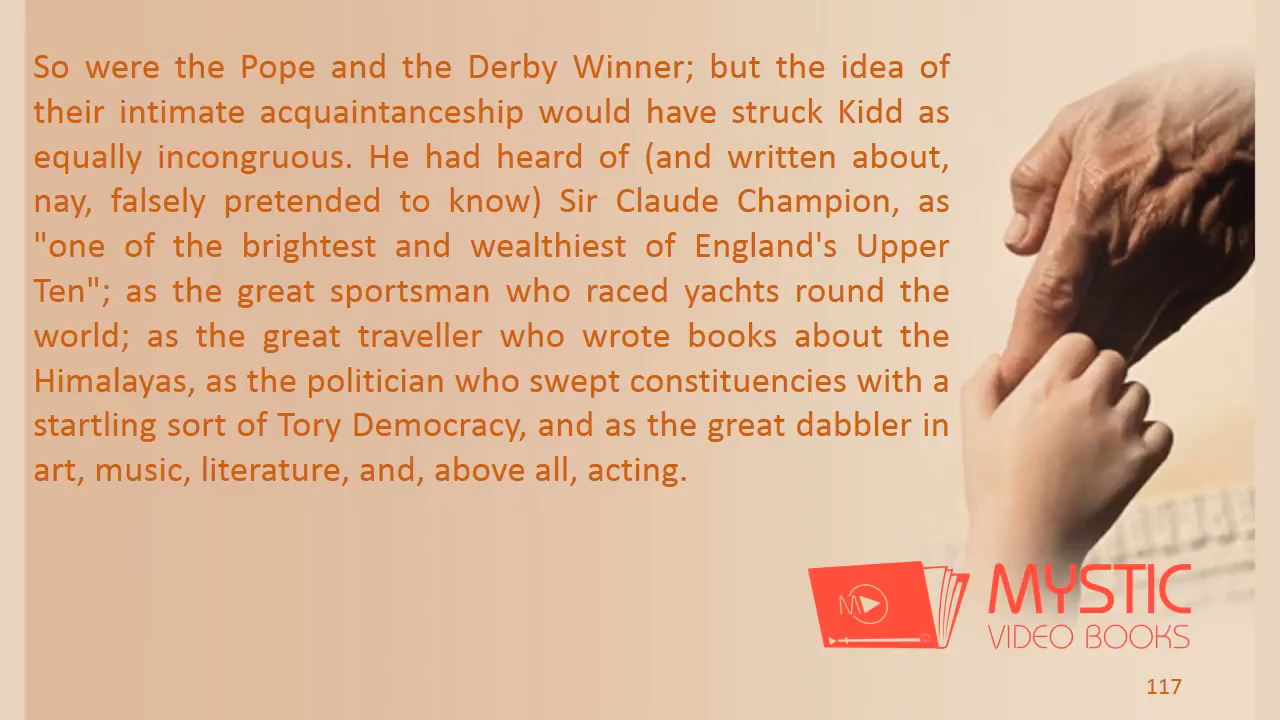 So were the Pope and the Derby Winner; but the idea of
their intimate acquaintanceship would have struck Kidd as
equally incongruous. He had heard of (and written about,
nay, falsely pretended to know) Sir Claude Champion, as
"one of the brightest and wealthiest of England's Upper
Ten"; as the great sportsman who raced yachts round the
world; as the great traveller who wrote books about the
Himalayas, as the politician who swept constituencies with a
startling sort of Tory Democracy, and as the great dabbler in
art, music, literature, and, above all, acting.
MYSTIC
VIDEO BOOKS
117